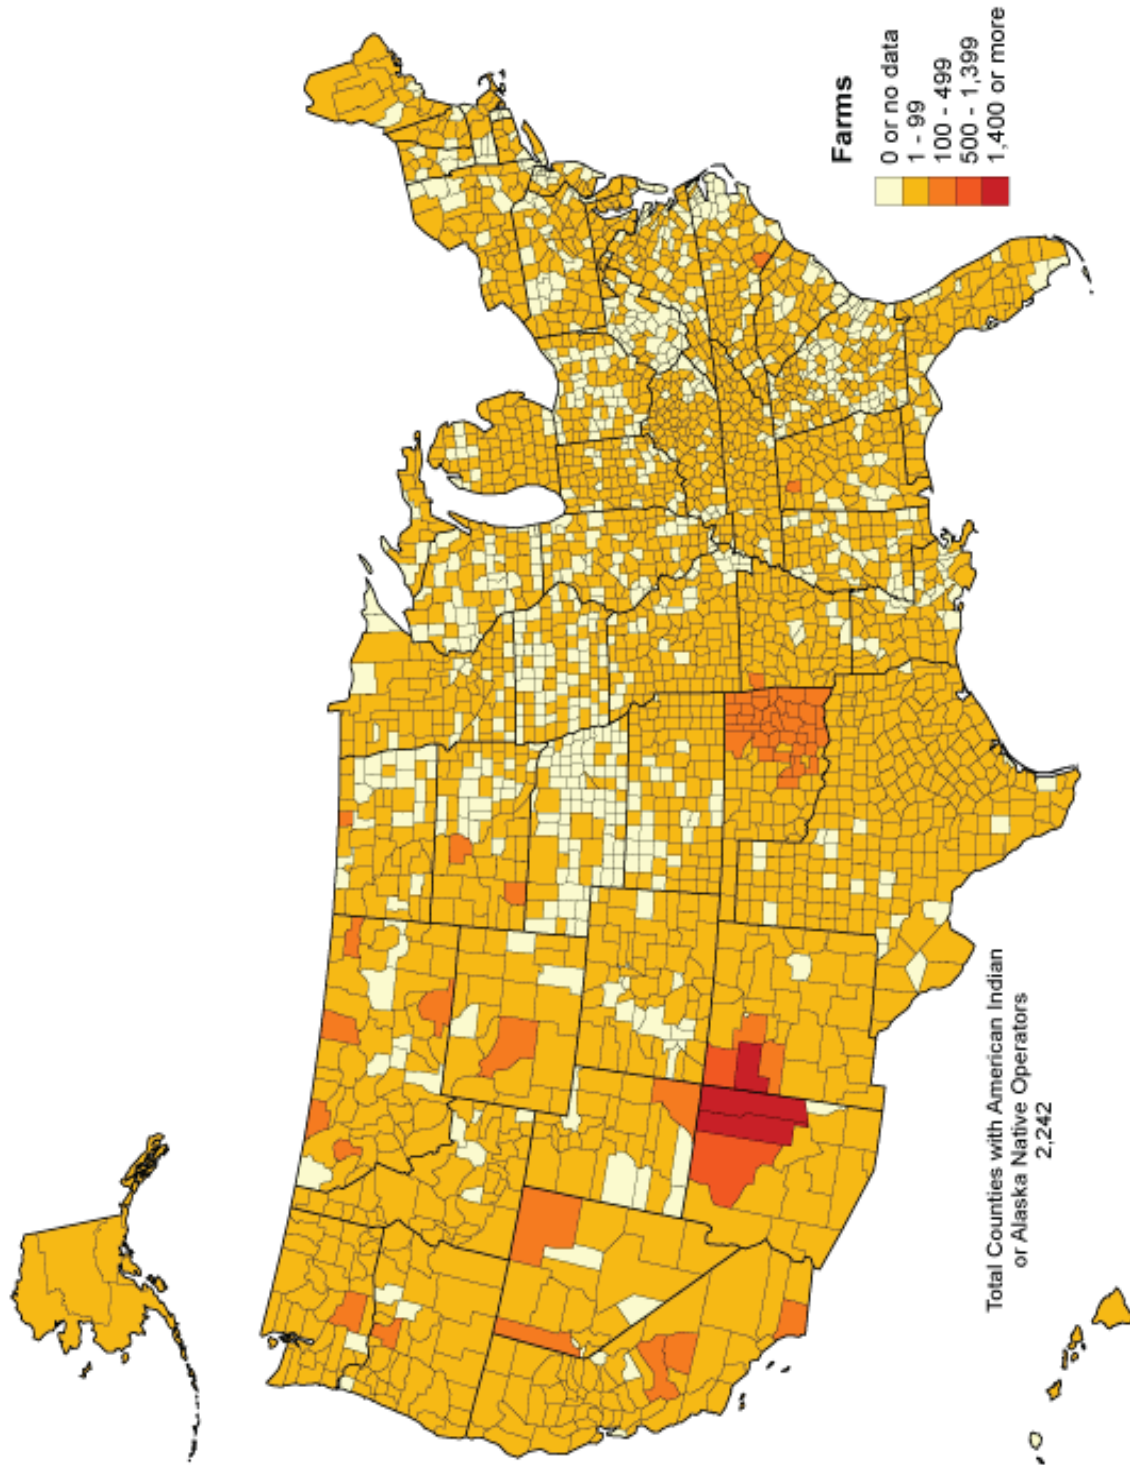 Farms
0 or no data
1 - 99
100 - 499
500 - 1,399
1,400 or more
Total Counties with American Indian
or Alaska Native Operators
2,242